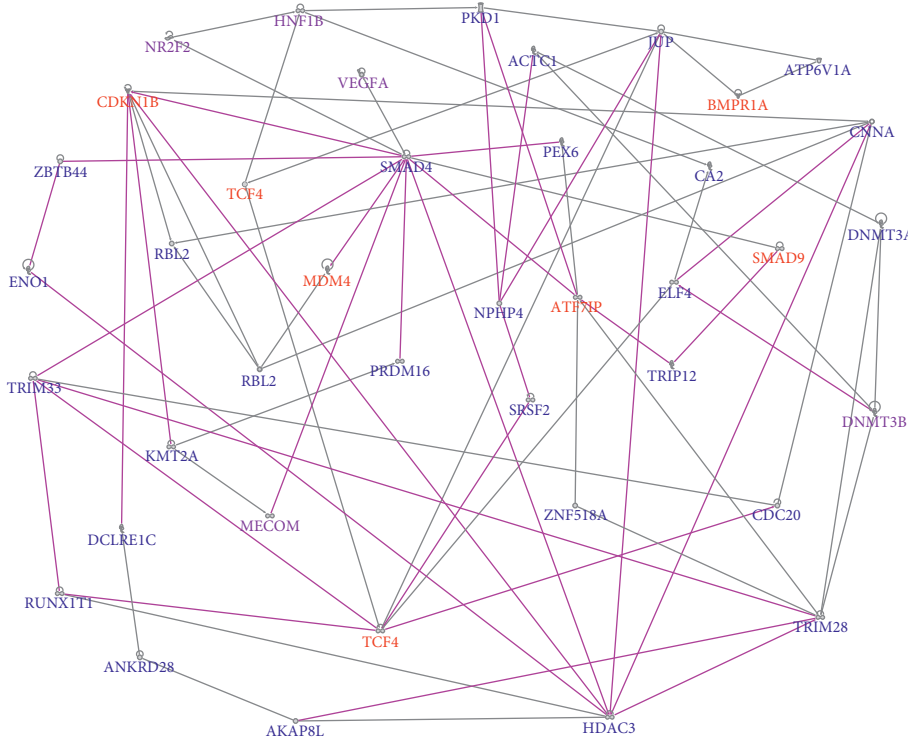 HNF1B
PKD1
NR2F2
JUP
ACTC1
ATP6V1A
VEGFA
CDKN1B
BMPR1A
CNNA
PEX6
ZBTB44
SMAD4
CA2
TCF4
DNMT3A
RBL2
SMAD9
ENO1
MDM4
ELF4
NPHP4
ATF7IP
PRDM16
TRIP12
RBL2
TRIM33
SRSF2
DNMT3B
KMT2A
MECOM
ZNF518A
CDC20
DCLRE1C
RUNX1T1
TRIM28
TCF4
ANKRD28
AKAP8L
HDAC3